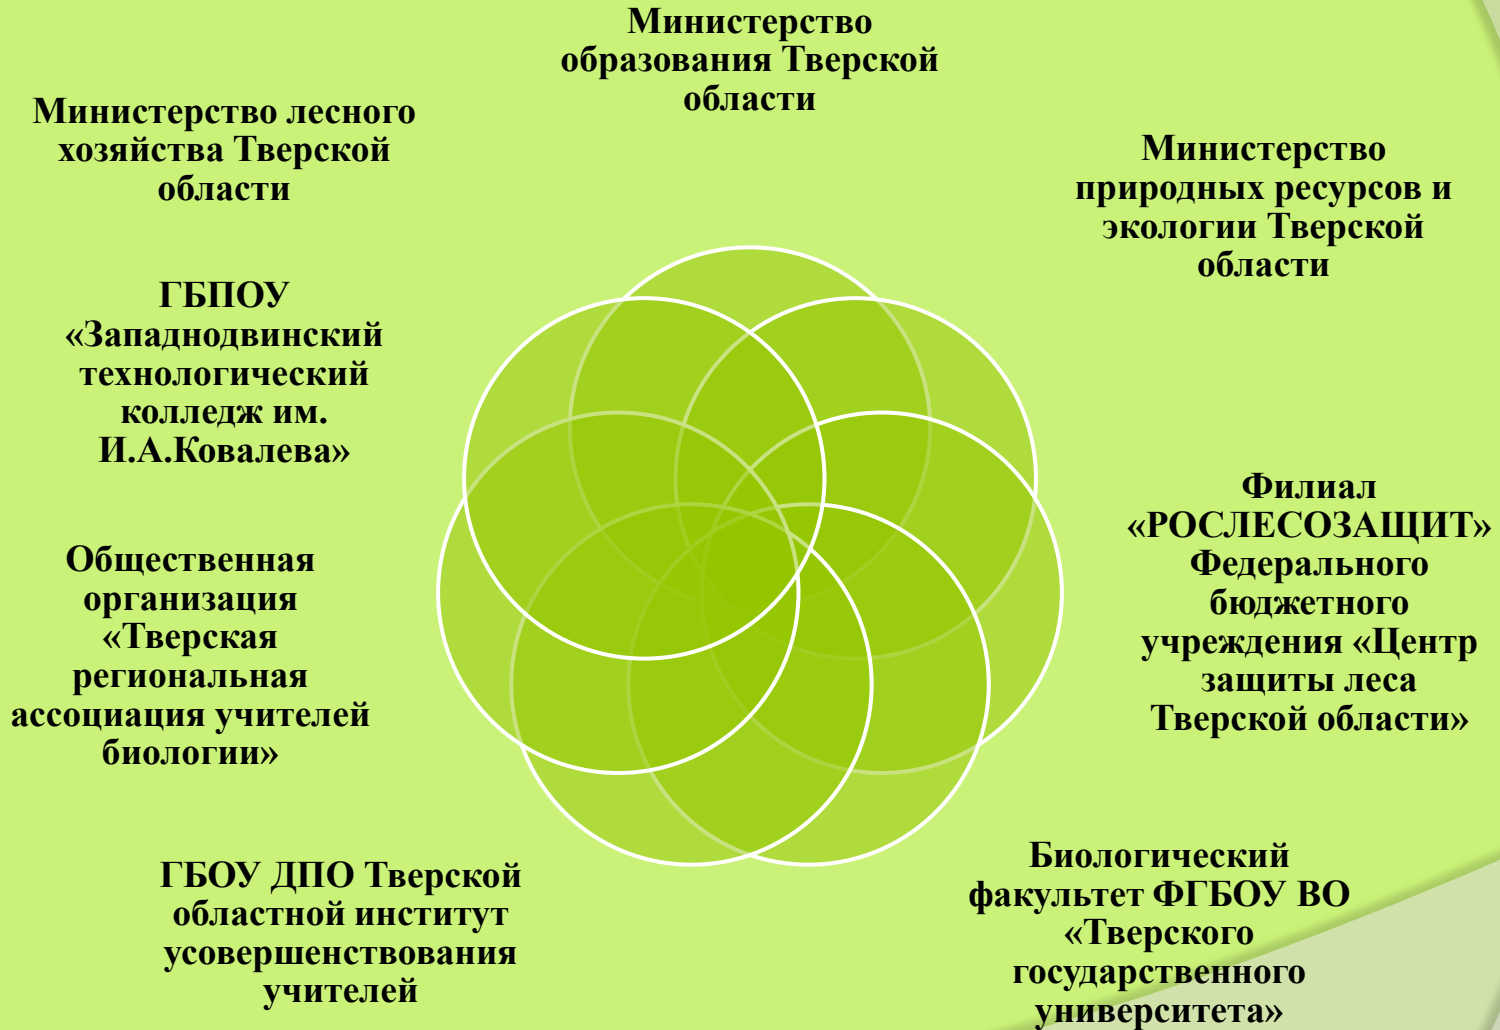 Министерство
образования Тверской
области
Министерство лесного
хозяйства Тверской
области
Министерство
природных ресурсов и
экологии Тверской
области
ГБПОУ
«Западнодвинский
технологический
колледж им.
И.А.Ковалева»
Филиал
«РОСЛЕСОЗАЩИТ»
Федерального
бюджетного
учреждения «Центр
защиты леса
Тверской области»
Общественная
организация
«Тверская
региональная
ассоциация учителей
биологии»
Биологический
факультет ФГБОУ ВО
«Тверского
государственного
университета»
ГБОУ ДПО Тверской
областной институт
усовершенствования
учителей